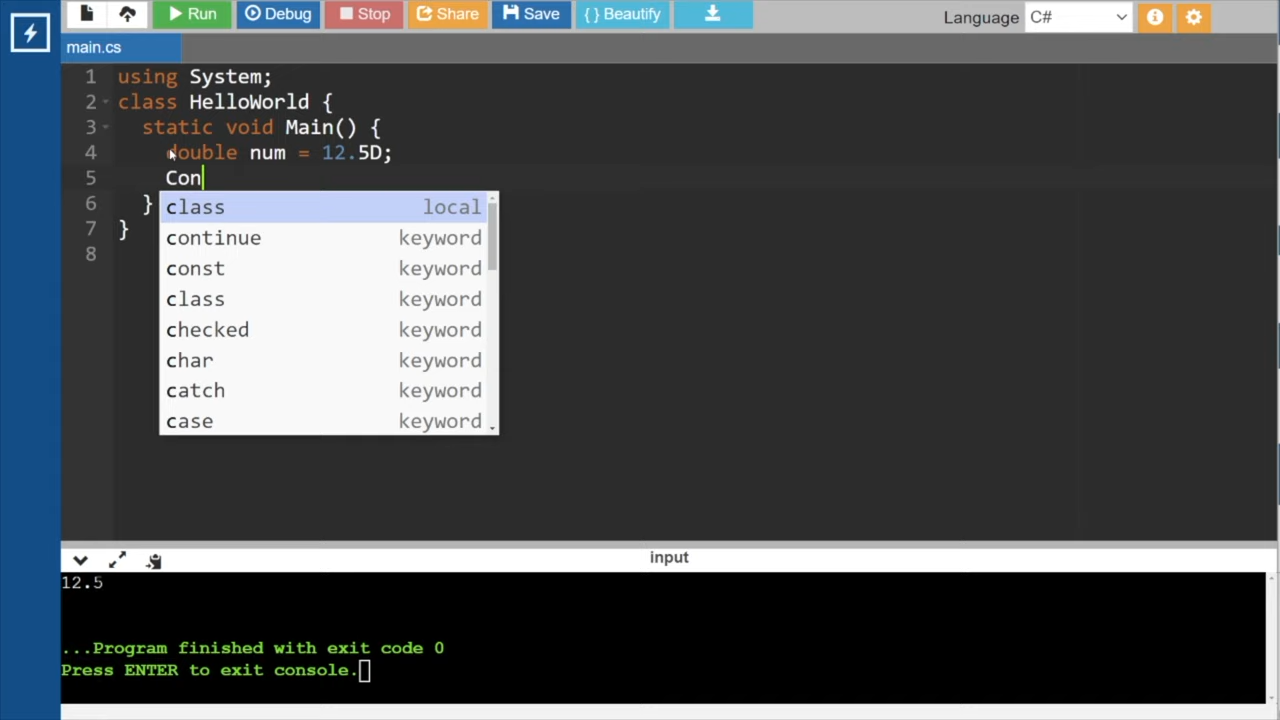 Run Debug Stop Share Save { } Beautify Language C#
main.cs
1 using System;
2 class HelloWorld {
3 static void Main() {
4 double num = 12.5D;
5 Con
6 }
7 }
8
class local
continue keyword
const keyword
class keyword
checked keyword
char keyword
catch keyword
case keyword
input
12.5
...Program finished with exit code 0
Press ENTER to exit console.